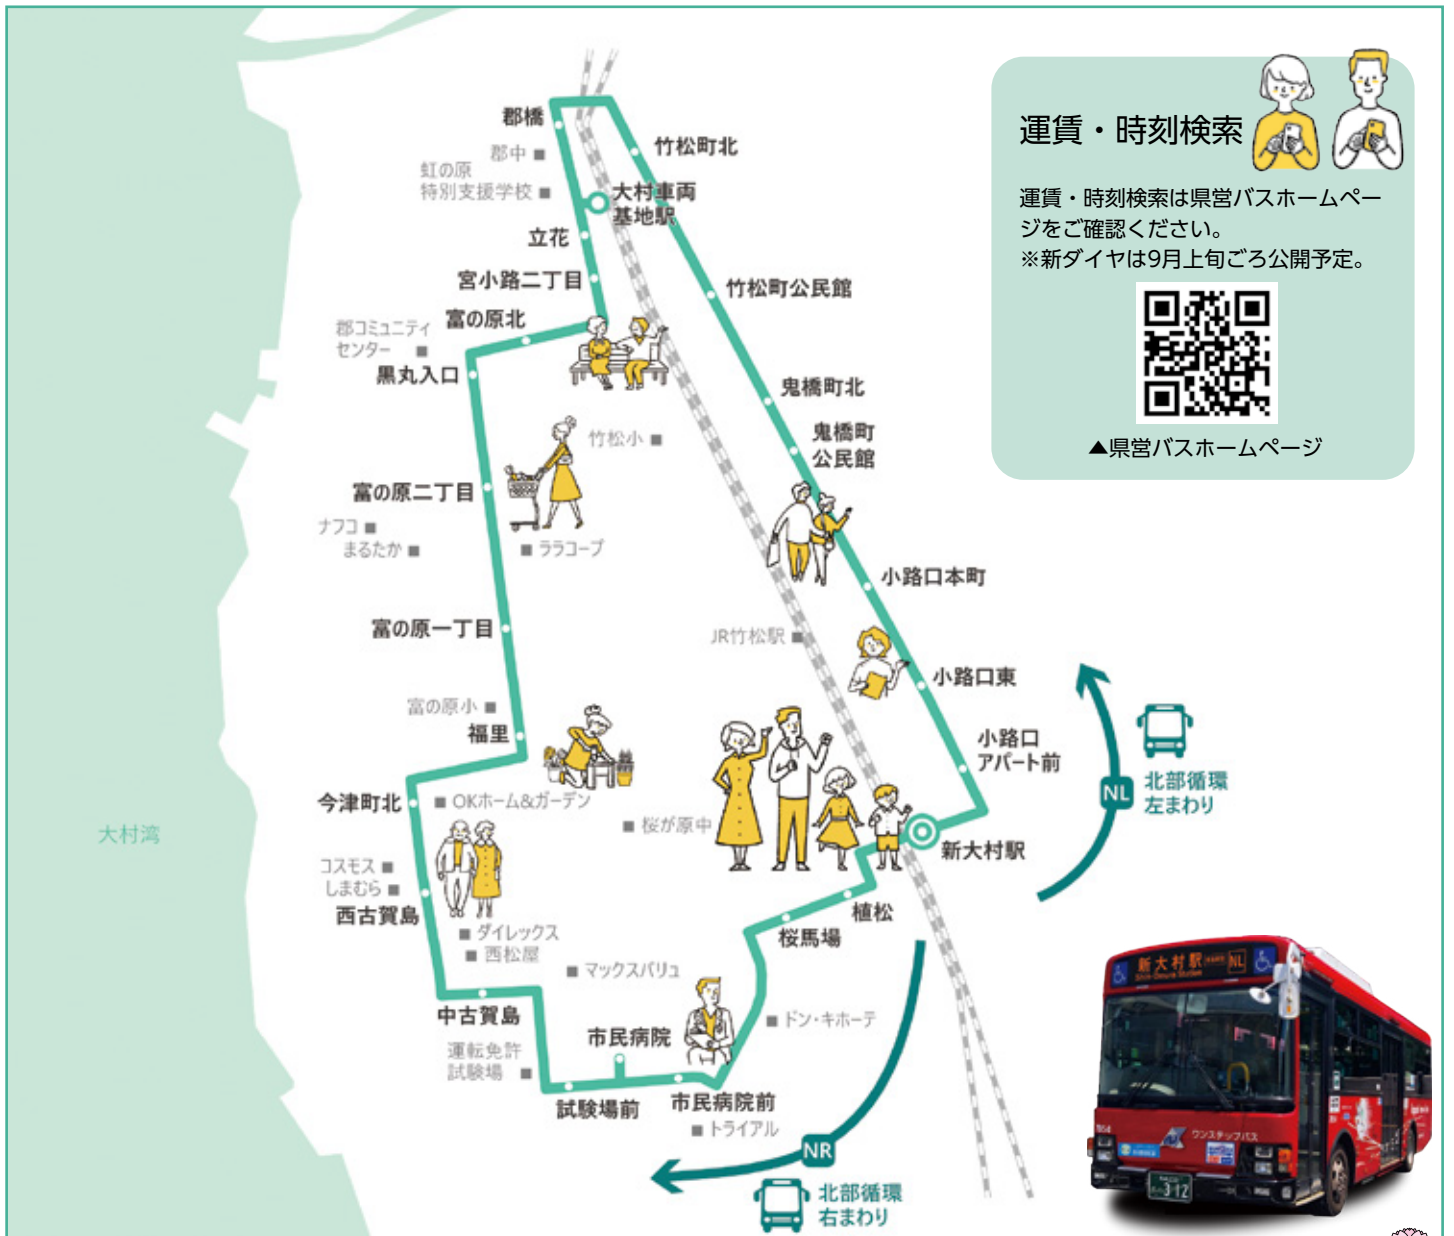 運賃・時刻検索
運賃・時刻検索は県営バスホームペー
ジをご確認ください。
※新ダイヤは9月上旬ごろ公開予定。
▲県営バスホームページ
郡橋
郡中
虹の原
特別支援学校
竹松町北
大村車両
基地駅
立花
宮小路二丁目
富の原北
郡コミュニティ
センター
黒丸入口
竹松町公民館
鬼橋町北
鬼橋町
公民館
竹松小
富の原二丁目
ナフコ
まるたか
ララコープ
小路口本町
富の原一丁目
JR竹松駅
小路口東
富の原小
福里
小路口
アパート前
今津町北
OKホーム&ガーデン
桜が原中
新大村駅
大村湾
コスモス
しまむら
西古賀島
植松
桜馬場
ダイレックス
西松屋
マックスバリュ
中古賀島
ドン・キホーテ
運転免許
試験場
市民病院
試験場前
市民病院前
トライアル
NL
北部循環
左まわり
NR
北部循環
右まわり
新大村駅
NL
Shin-Omura Station
ワンステップバス
312